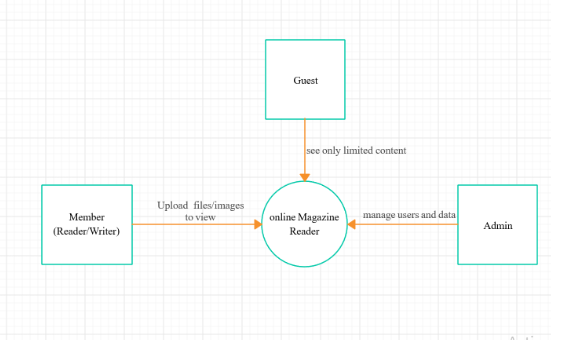 Guest
see only limited content
Upload files/images
to view
Member
(Reader/Writer)
online Magazine
Reader
manage users and data
Admin